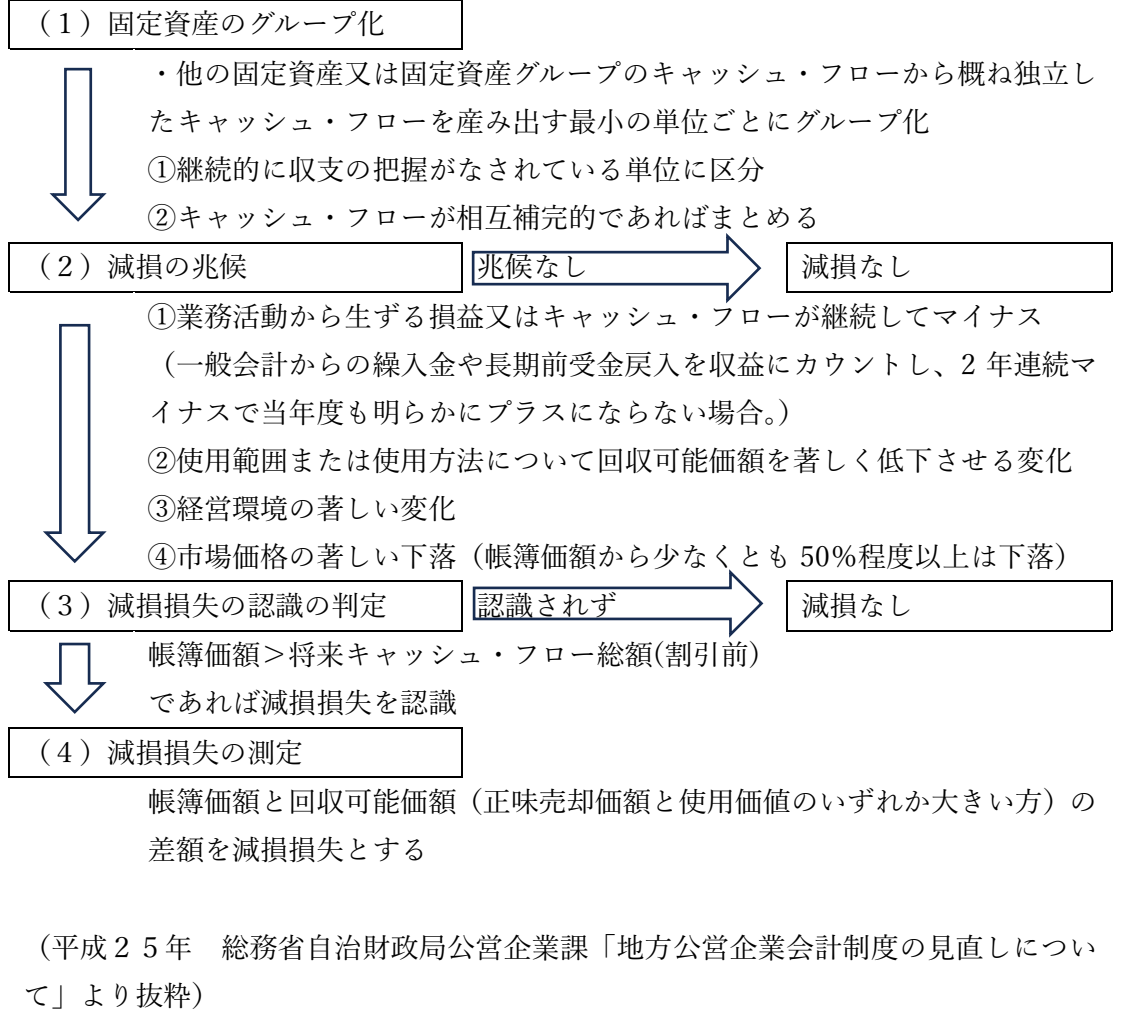 （１）固定資産のグループ化
・他の固定資産又は固定資産グループのキャッシュ・フローから概ね独立し
たキャッシュ・フローを産み出す最小の単位ごとにグループ化
①継続的に収支の把握がなされている単位に区分
②キャッシュ・フローが相互補完的であればまとめる
（２）減損の兆候 兆候なし 減損なし
①業務活動から生ずる損益又はキャッシュ・フローが継続してマイナス
（一般会計からの繰入金や長期前受金戻入を収益にカウントし、2 年連続マ
イナスで当年度も明らかにプラスにならない場合。）
②使用範囲または使用方法について回収可能価額を著しく低下させる変化
③経営環境の著しい変化
④市場価格の著しい下落（帳簿価額から少なくとも 50%程度以上は下落）
（３）減損損失の認識の判定 認識されず 減損なし
帳簿価額＞将来キャッシュ・フロー総額(割引前)
であれば減損損失を認識
（４）減損損失の測定
帳簿価額と回収可能価額（正味売却価額と使用価値のいずれか大きい方）の
差額を減損損失とする
（平成２５年　総務省自治財政局公営企業課「地方公営企業会計制度の見直しについ
て」より抜粋）